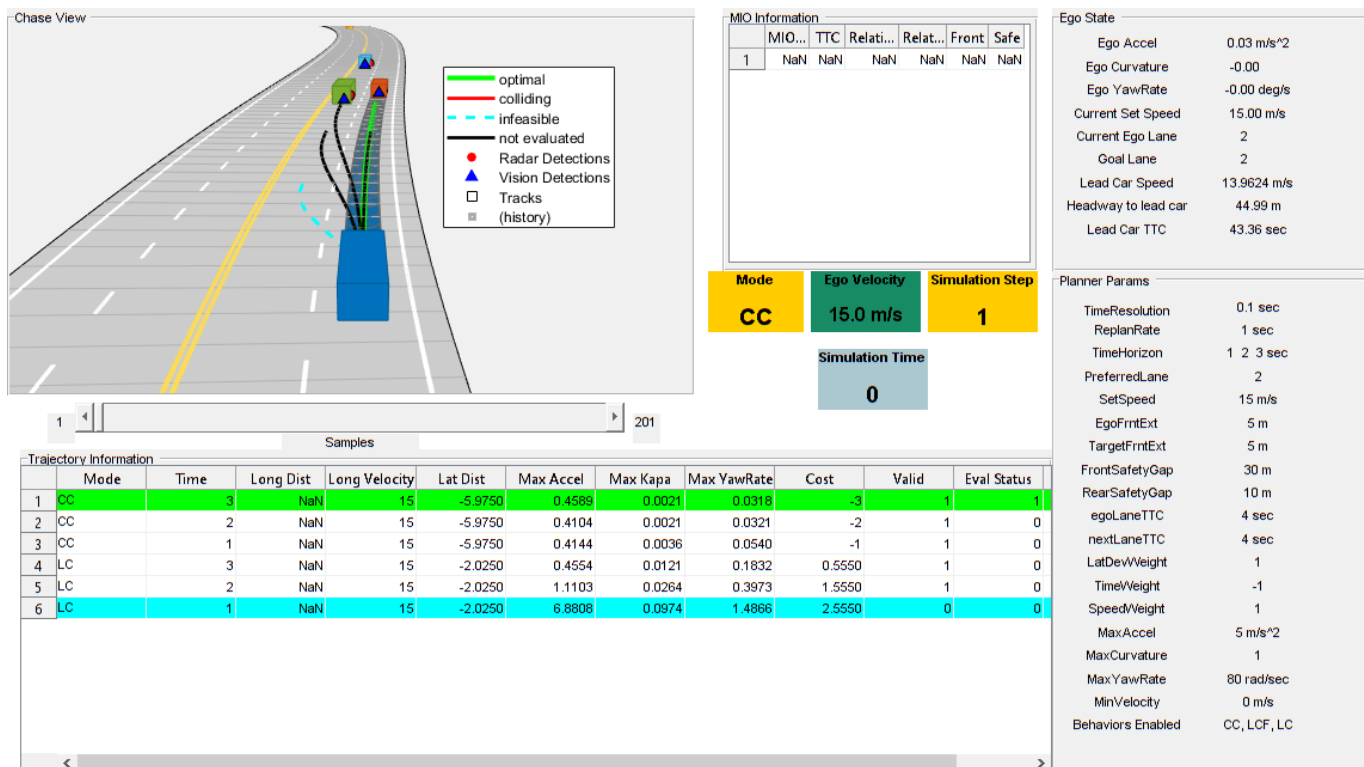 Chase View
optimal
colliding
infeasible
not evaluated
Radar Detections
Vision Detections
Tracks
(history)
MIO Information
MIO... TTC Relati... Relat... Front Safe
1 NaN NaN NaN NaN NaN NaN
Mode
CC
Ego Velocity
15.0 m/s
Simulation Step
1
Simulation Time
0
Ego State
Ego Accel 0.03 m/s^2
Ego Curvature -0.00
Ego YawRate -0.00 deg/s
Current Set Speed 15.00 m/s
Current Ego Lane 2
Goal Lane 2
Lead Car Speed 13.9624 m/s
Headway to lead car 44.99 m
Lead Car TTC 43.36 sec
Planner Params
TimeResolution 0.1 sec
ReplanRate 1 sec
TimeHorizon 1 2 3 sec
PreferredLane 2
SetSpeed 15 m/s
EgoFrntExt 5 m
TargetFrntExt 5 m
FrontSafetyGap 30 m
RearSafetyGap 10 m
egoLaneTTC 4 sec
nextLaneTTC 4 sec
LatDevWeight 1
TimeWeight -1
SpeedWeight 1
MaxAccel 5 m/s^2
MaxCurvature 1
MaxYawRate 80 rad/sec
MinVelocity 0 m/s
Behaviors Enabled CC, LCF, LC
1 201
Samples
Trajectory Information
Mode Time Long Dist Long Velocity Lat Dist Max Accel Max Kapa Max YawRate Cost Valid Eval Status
1 CC 3 NaN 15 -5.9750 0.4589 0.0021 0.0318 -3 1 1
2 CC 2 NaN 15 -5.9750 0.4104 0.0021 0.0321 -2 1 0
3 CC 1 NaN 15 -5.9750 0.4144 0.0036 0.0540 -1 1 0
4 LC 3 NaN 15 -2.0250 0.4554 0.0121 0.1832 0.5550 1 0
5 LC 2 NaN 15 -2.0250 1.1103 0.0264 0.3973 1.5550 1 0
6 LC 1 NaN 15 -2.0250 6.8808 0.0974 1.4866 2.5550 0 0